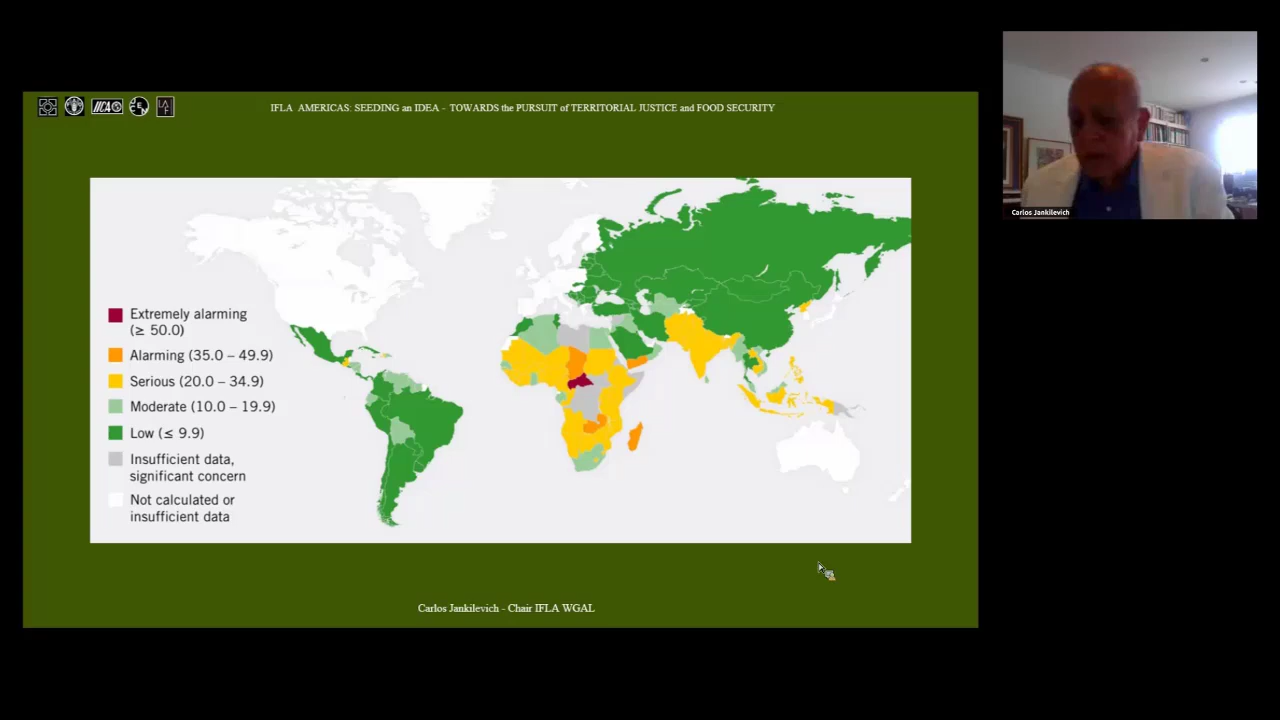 IICA
IFLA AMERICAS: SEEDING an IDEA - TOWARDS the PURSUIT of TERRITORIAL JUSTICE and FOOD SECURITY
Carlos Jankilevich
Extremely alarming
(≥ 50.0)
Alarming (35.0 – 49.9)
Serious (20.0 – 34.9)
Moderate (10.0 – 19.9)
Low (≤ 9.9)
Insufficient data,
significant concern
Not calculated or
insufficient data
Carlos Jankilevich - Chair IFLA WGAL